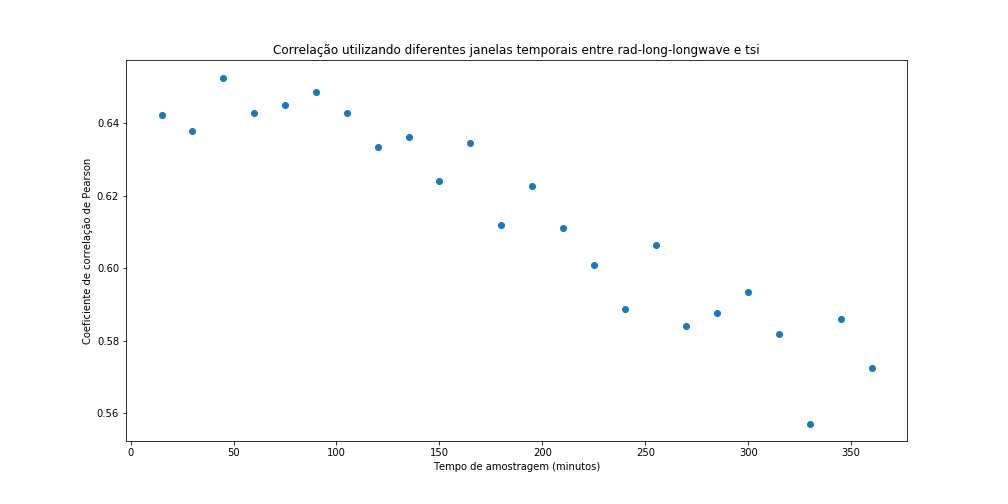 Correlação utilizando diferentes janelas temporais entre rad-long-longwave e tsi
Coeficiente de correlação de Pearson
0.64
0.62
0.60
0.58
0.56
0 50 100 150 200 250 300 350
Tempo de amostragem (minutos)